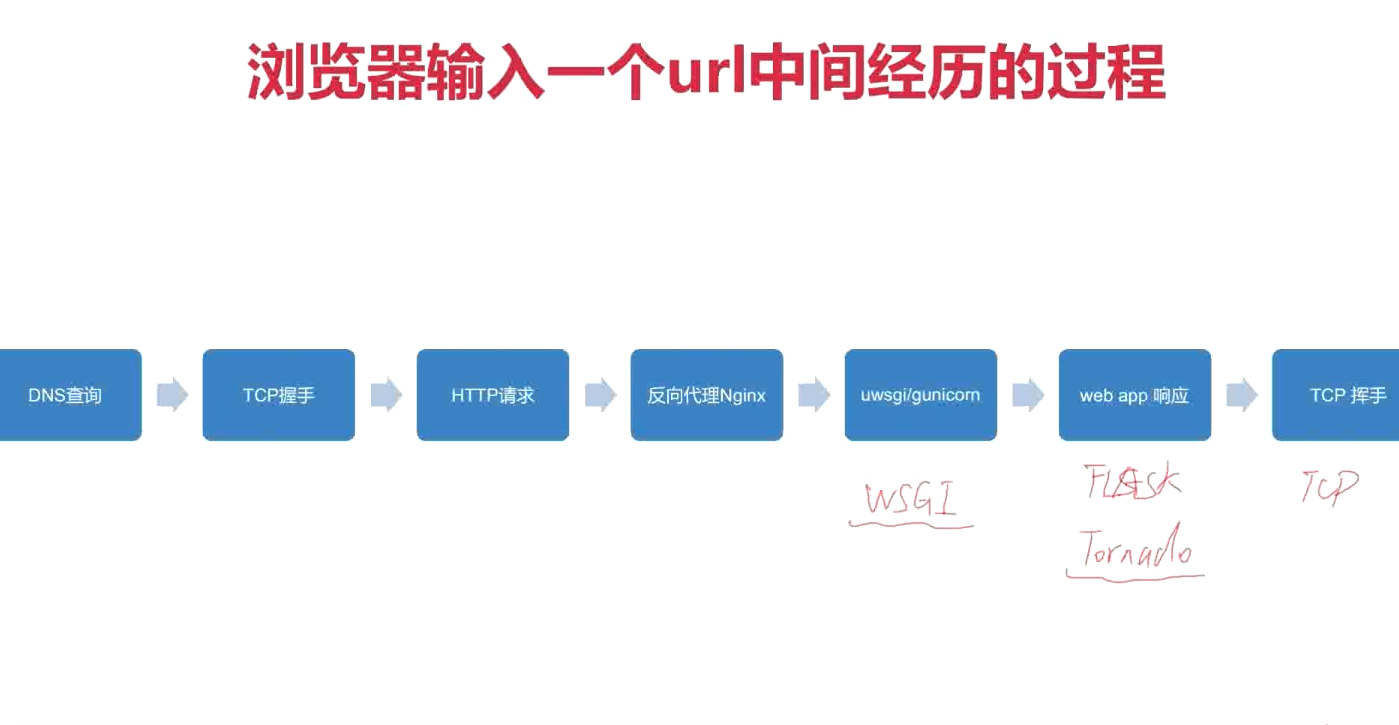 浏览器输入一个url中间经历的过程
DNS查询
TCP握手
HTTP请求
反向代理Nginx
uwsgi/gunicorn
web app 响应
TCP 挥手
WSGI
FLASK
TCP
Tornado